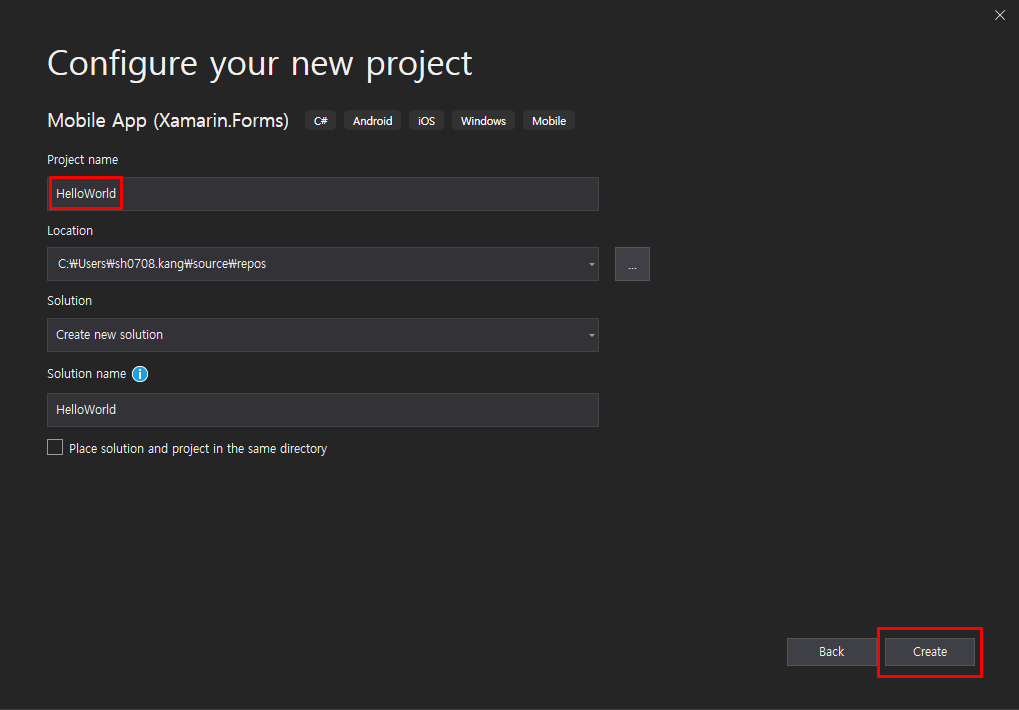 Configure your new project
Mobile App (Xamarin.Forms) C# Android iOS Windows Mobile
Project name
HelloWorld
Location
C:₩Users₩sh0708.kang₩source₩repos
...
Solution
Create new solution
Solution name
HelloWorld
Place solution and project in the same directory
Back Create